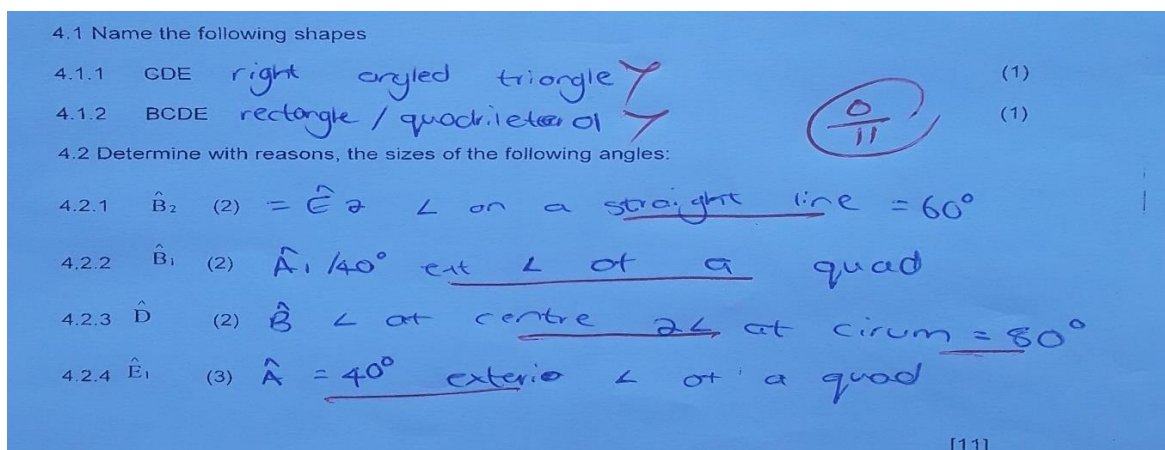 4.1 Name the following shapes
4.1.1 CDE right angled triangle (1)
4.1.2 BCDE rectangle / quadrileteral (1)
0/11
4.2 Determine with reasons, the sizes of the following angles:
4.2.1 B̂₂ (2) = Ê2 ∠ on a straight line = 60°
4.2.2 B̂₁ (2) Â1 140° ext ∠ of a quad
4.2.3 D̂ (2) B̂ ∠ at centre 2∠ at cirum = 80°
4.2.4 Ê₁ (3) Â = 40° exterio ∠ of a quad
[11]